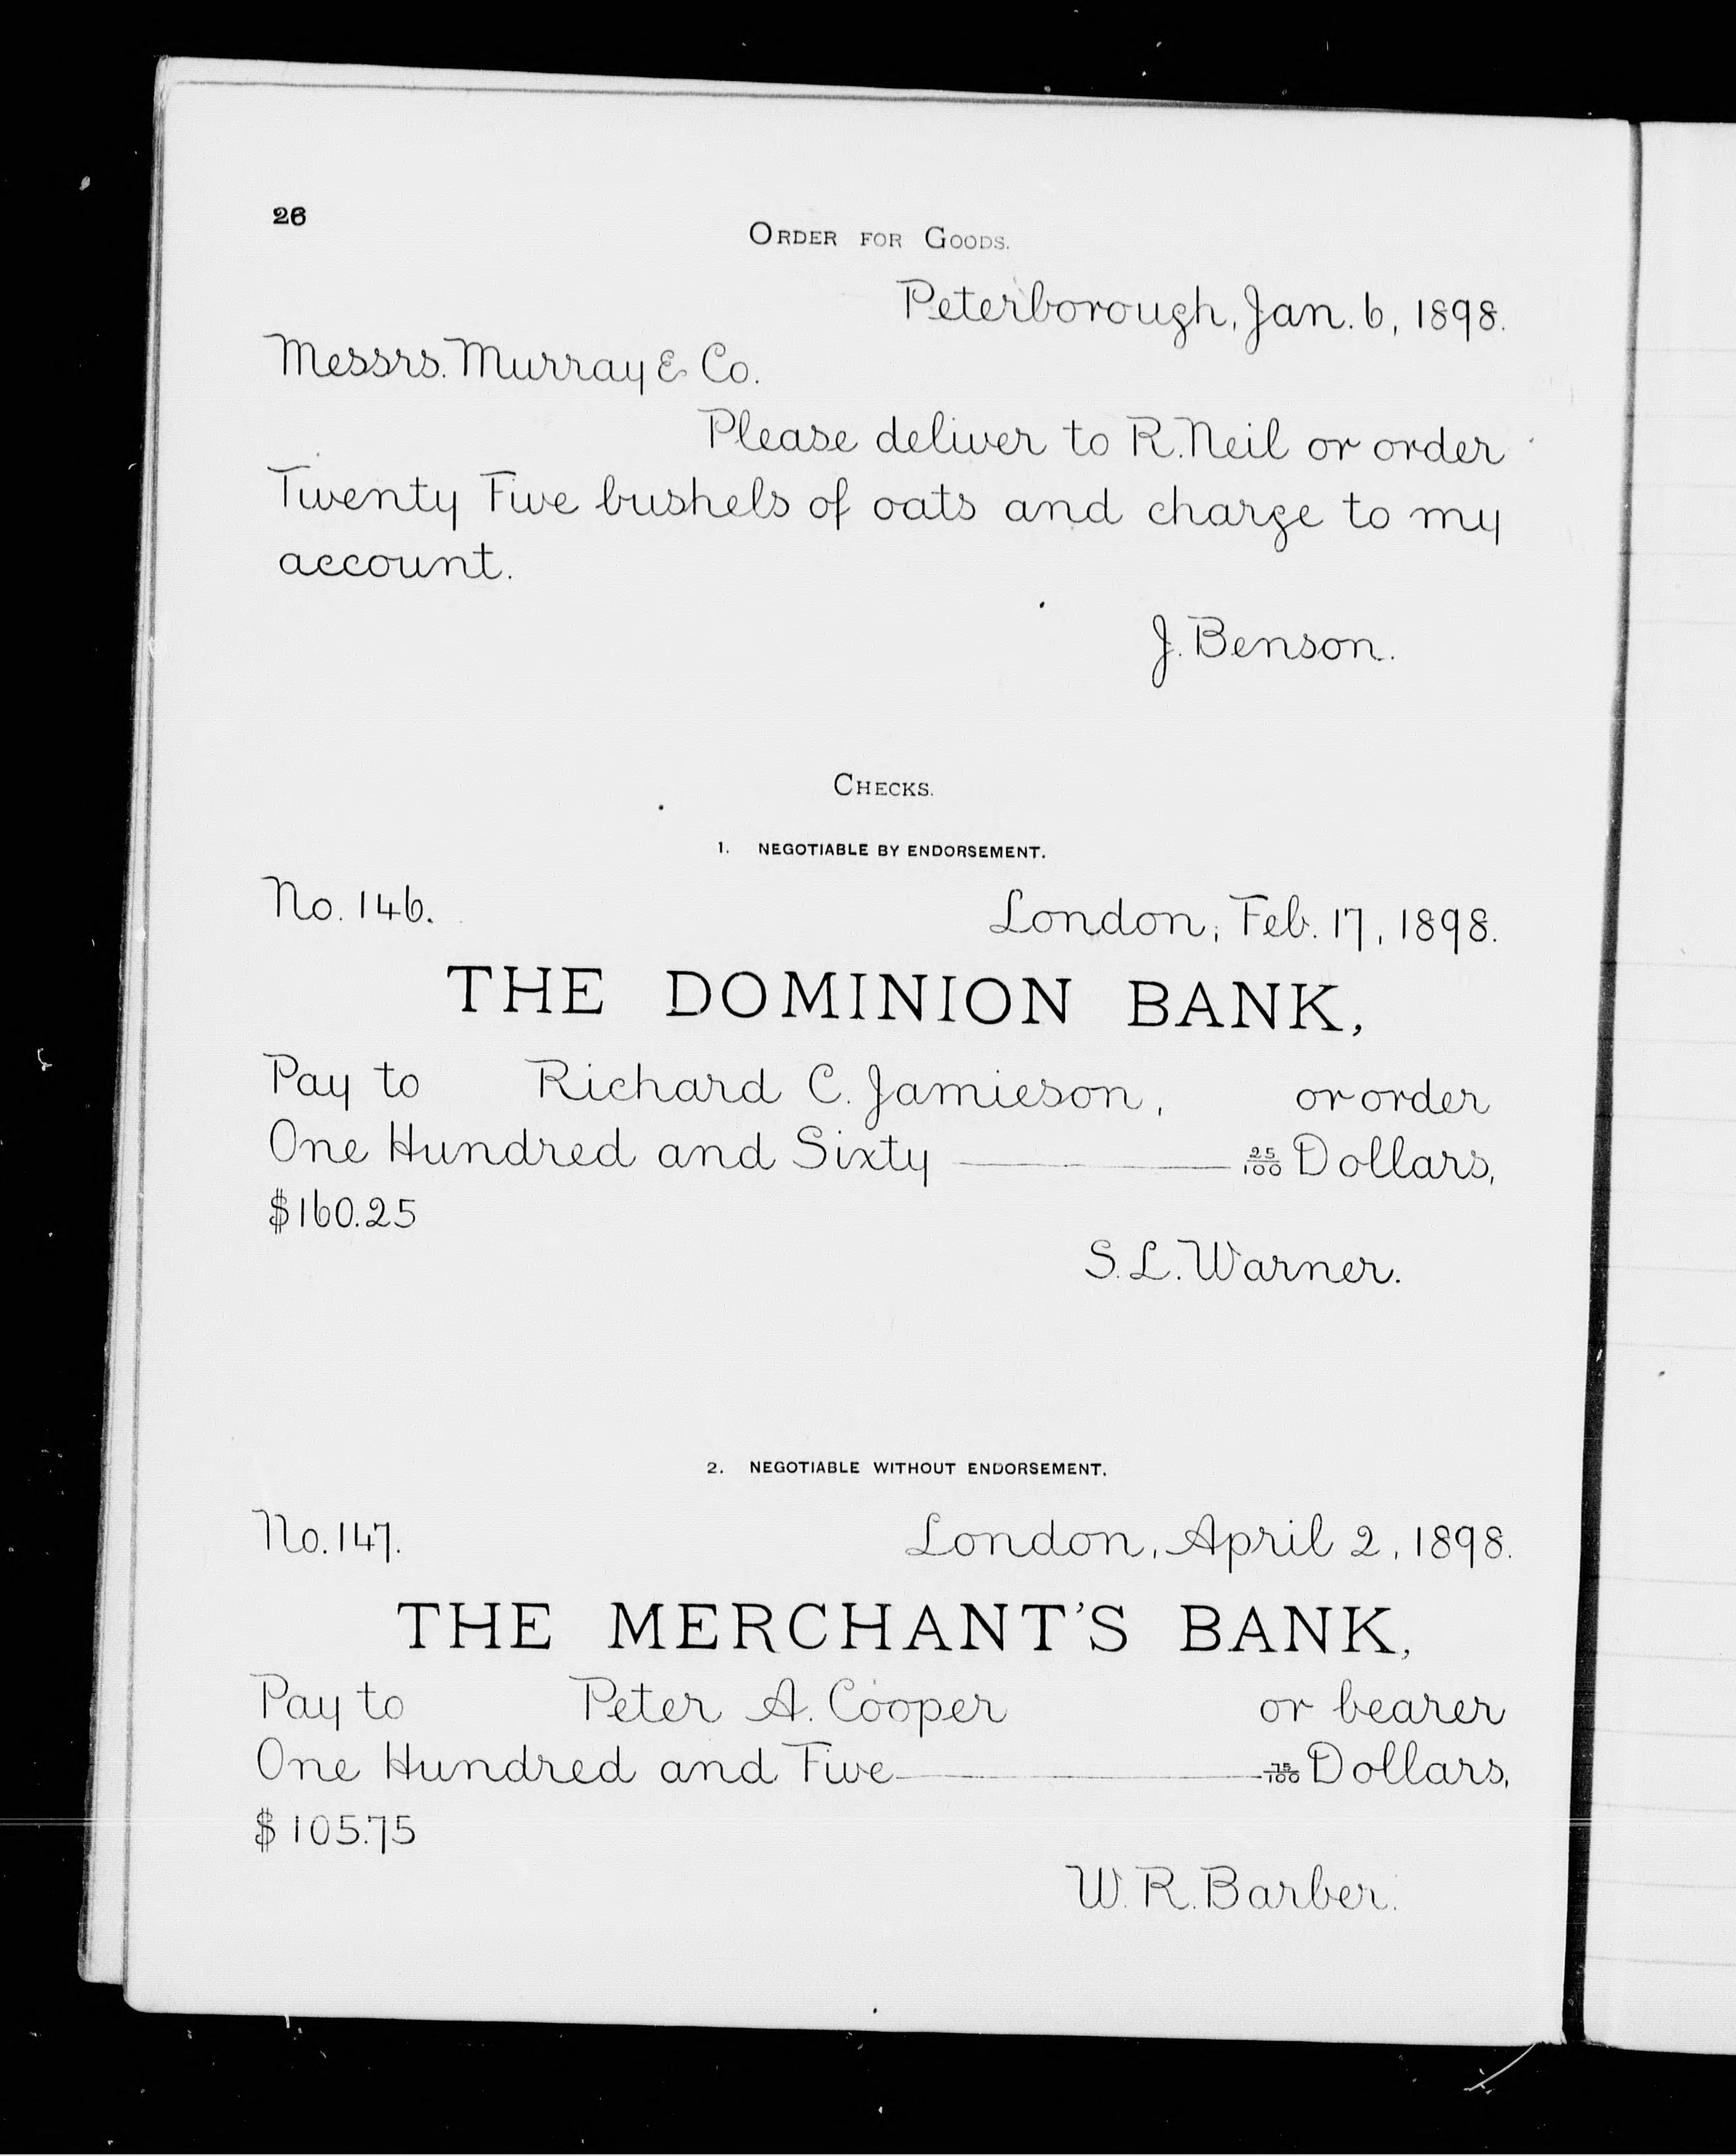 26
ORDER FOR GOODS.
Peterborough, Jan. 6, 1898.
Messrs. Murray & Co.
Please deliver to R. Neil or order
Twenty Five bushels of oats and charge to my
account.
J. Benson.
CHECKS.
1. NEGOTIABLE BY ENDORSEMENT.
No. 146. London, Feb. 17, 1898.
THE DOMINION BANK,
Pay to Richard C. Jamieson, or order
One Hundred and Sixty ——— 25/100 Dollars,
$160.25
S. L. Warner.
2. NEGOTIABLE WITHOUT ENDORSEMENT.
No. 147. London, April 2, 1898.
THE MERCHANT'S BANK,
Pay to Peter A. Cooper or bearer
One Hundred and Five ——— 75/100 Dollars,
$105.75
W. R. Barber.